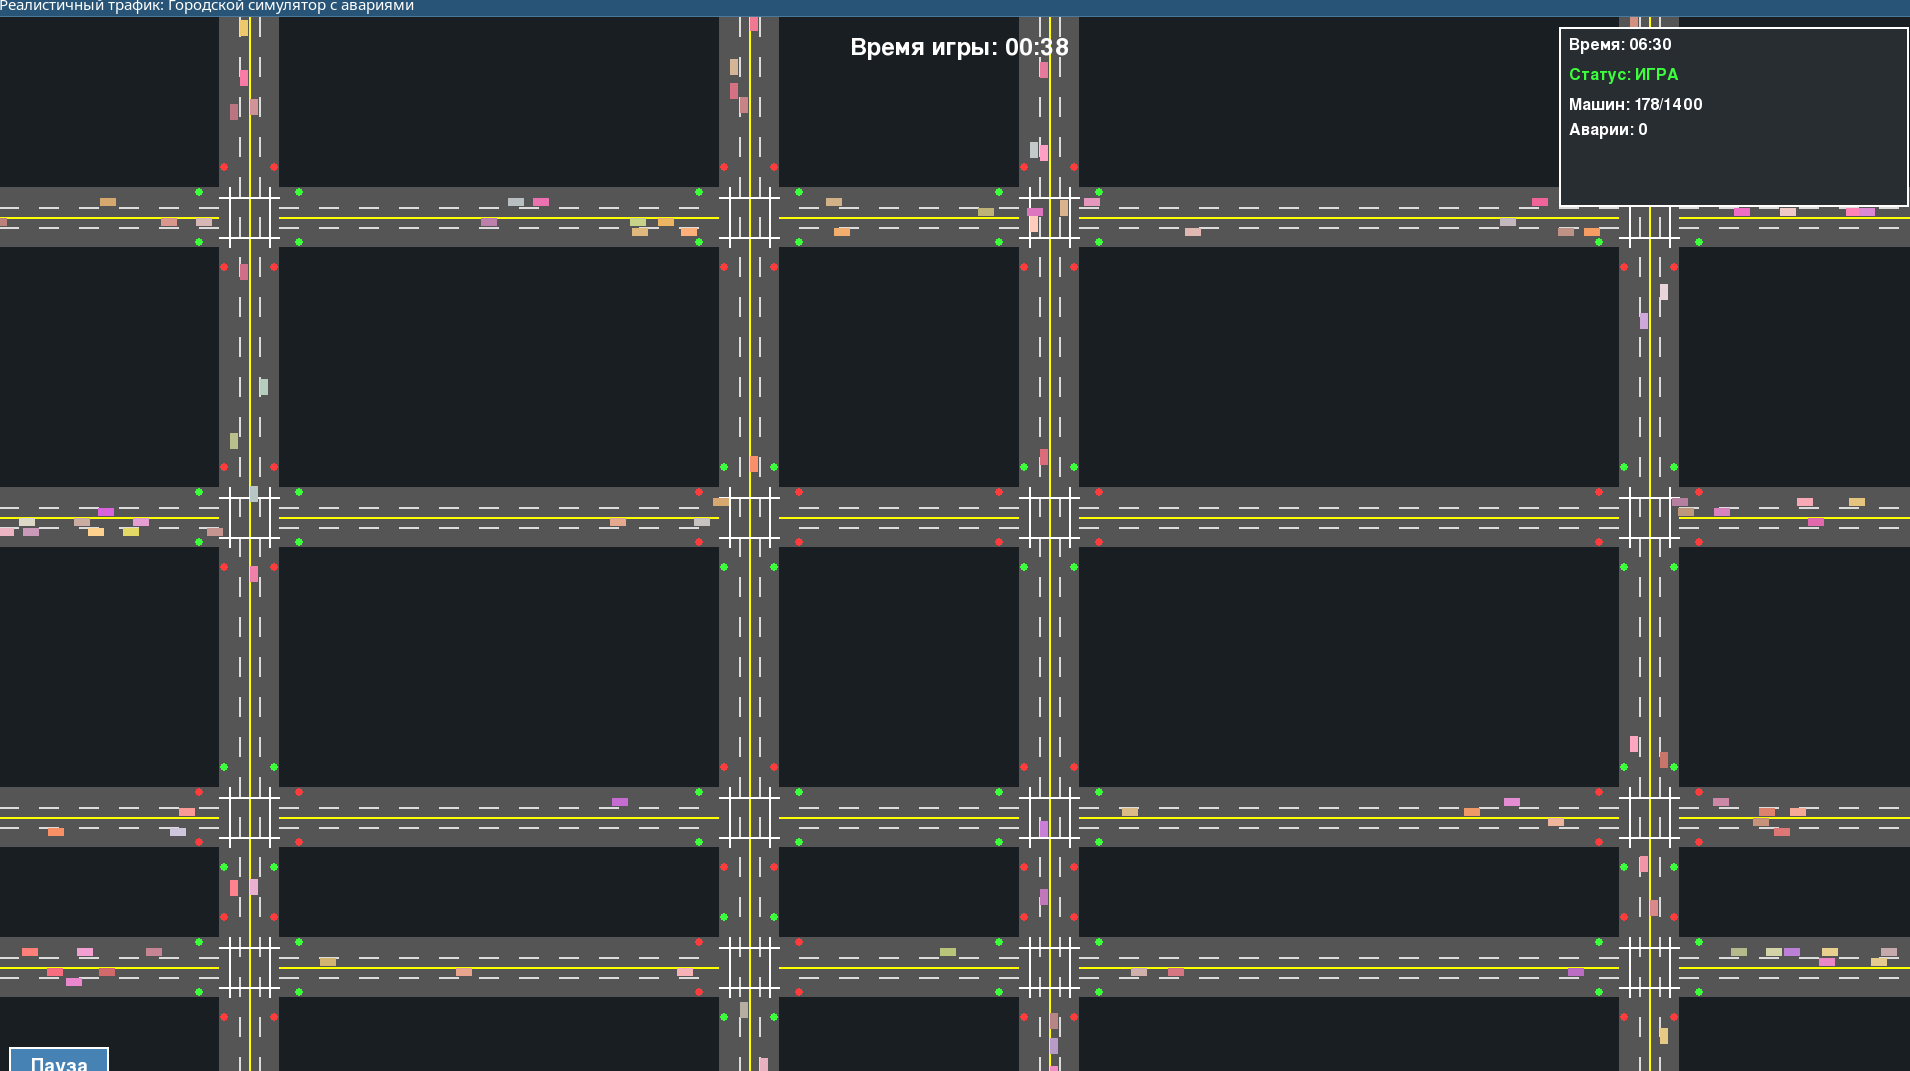 Реалистичный трафик: Городской симулятор с авариями
Время игры: 00:38
Время: 06:30
Статус: ИГРА
Машин: 178/1400
Аварии: 0
Пауза